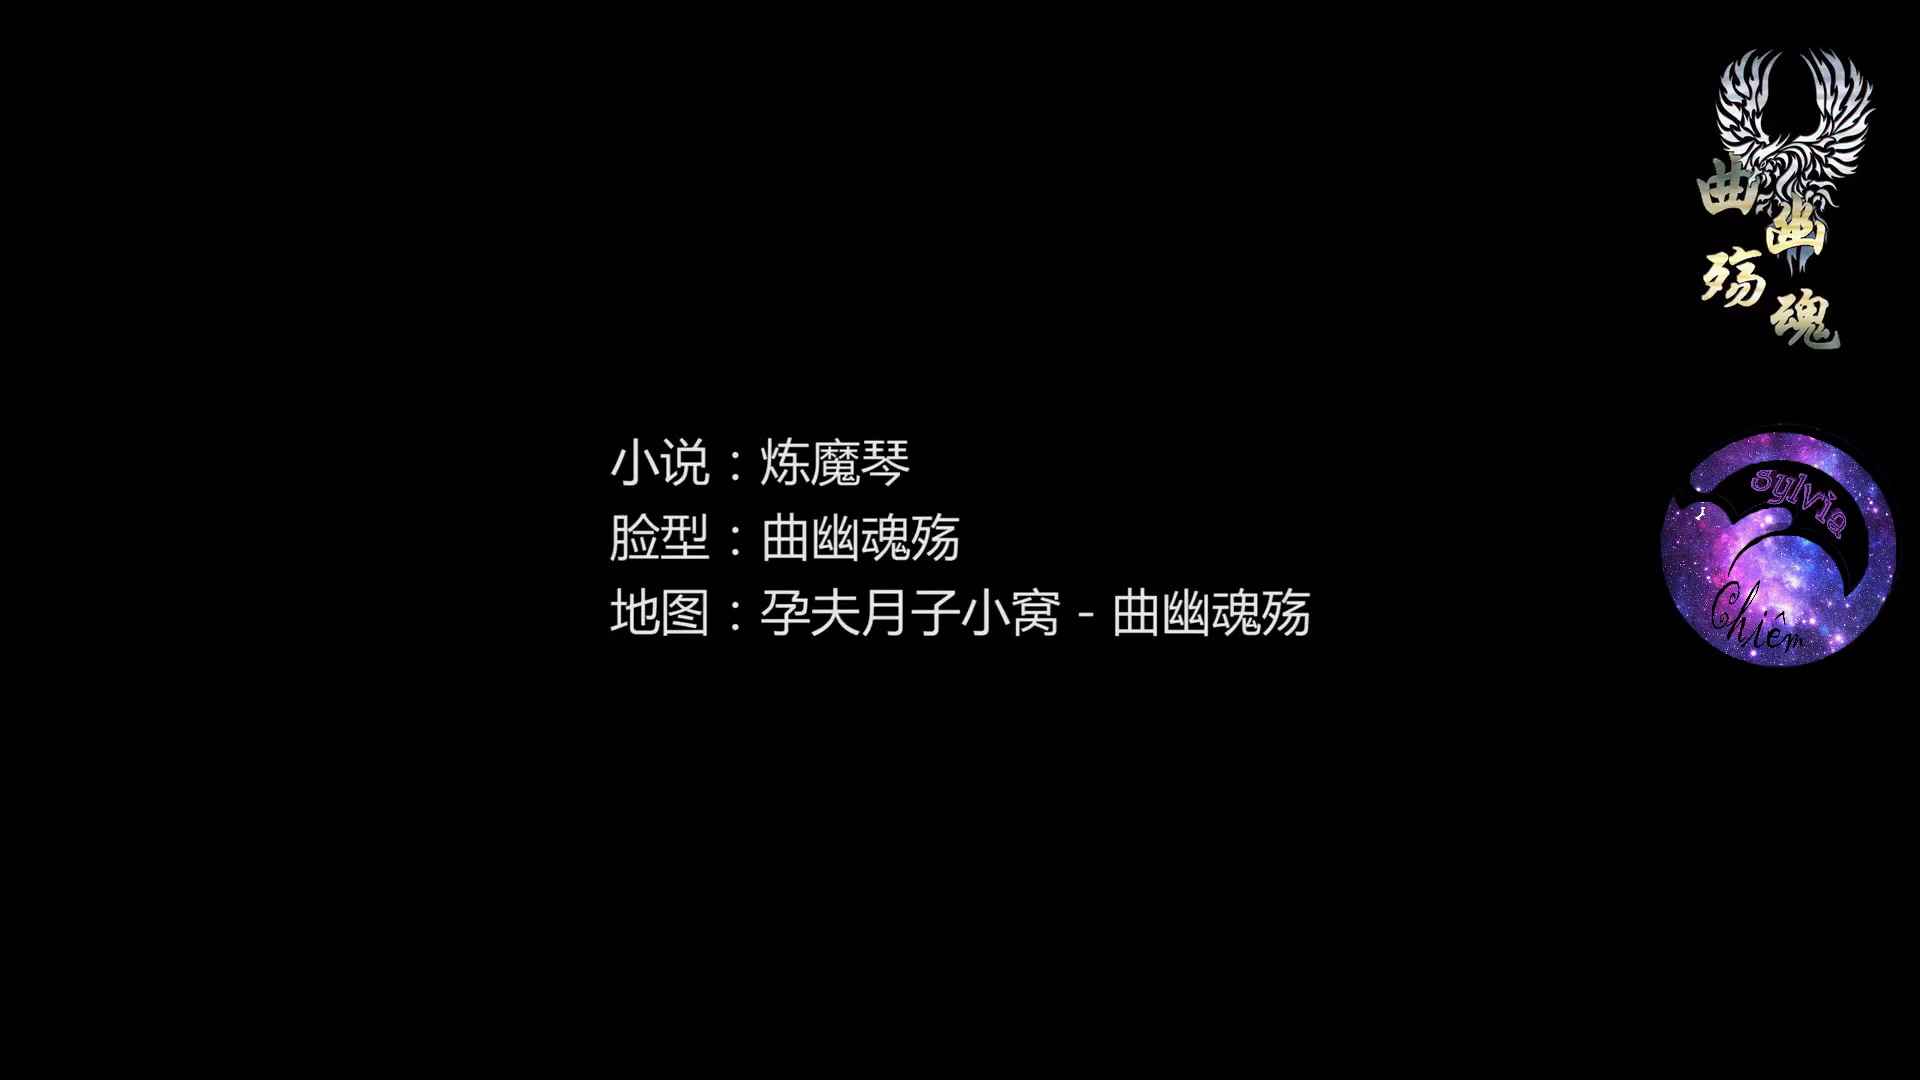 曲幽
殇魂
小说：炼魔琴
脸型：曲幽魂殇
地图：孕夫月子小窝 - 曲幽魂殇
sylvia
Chiêm